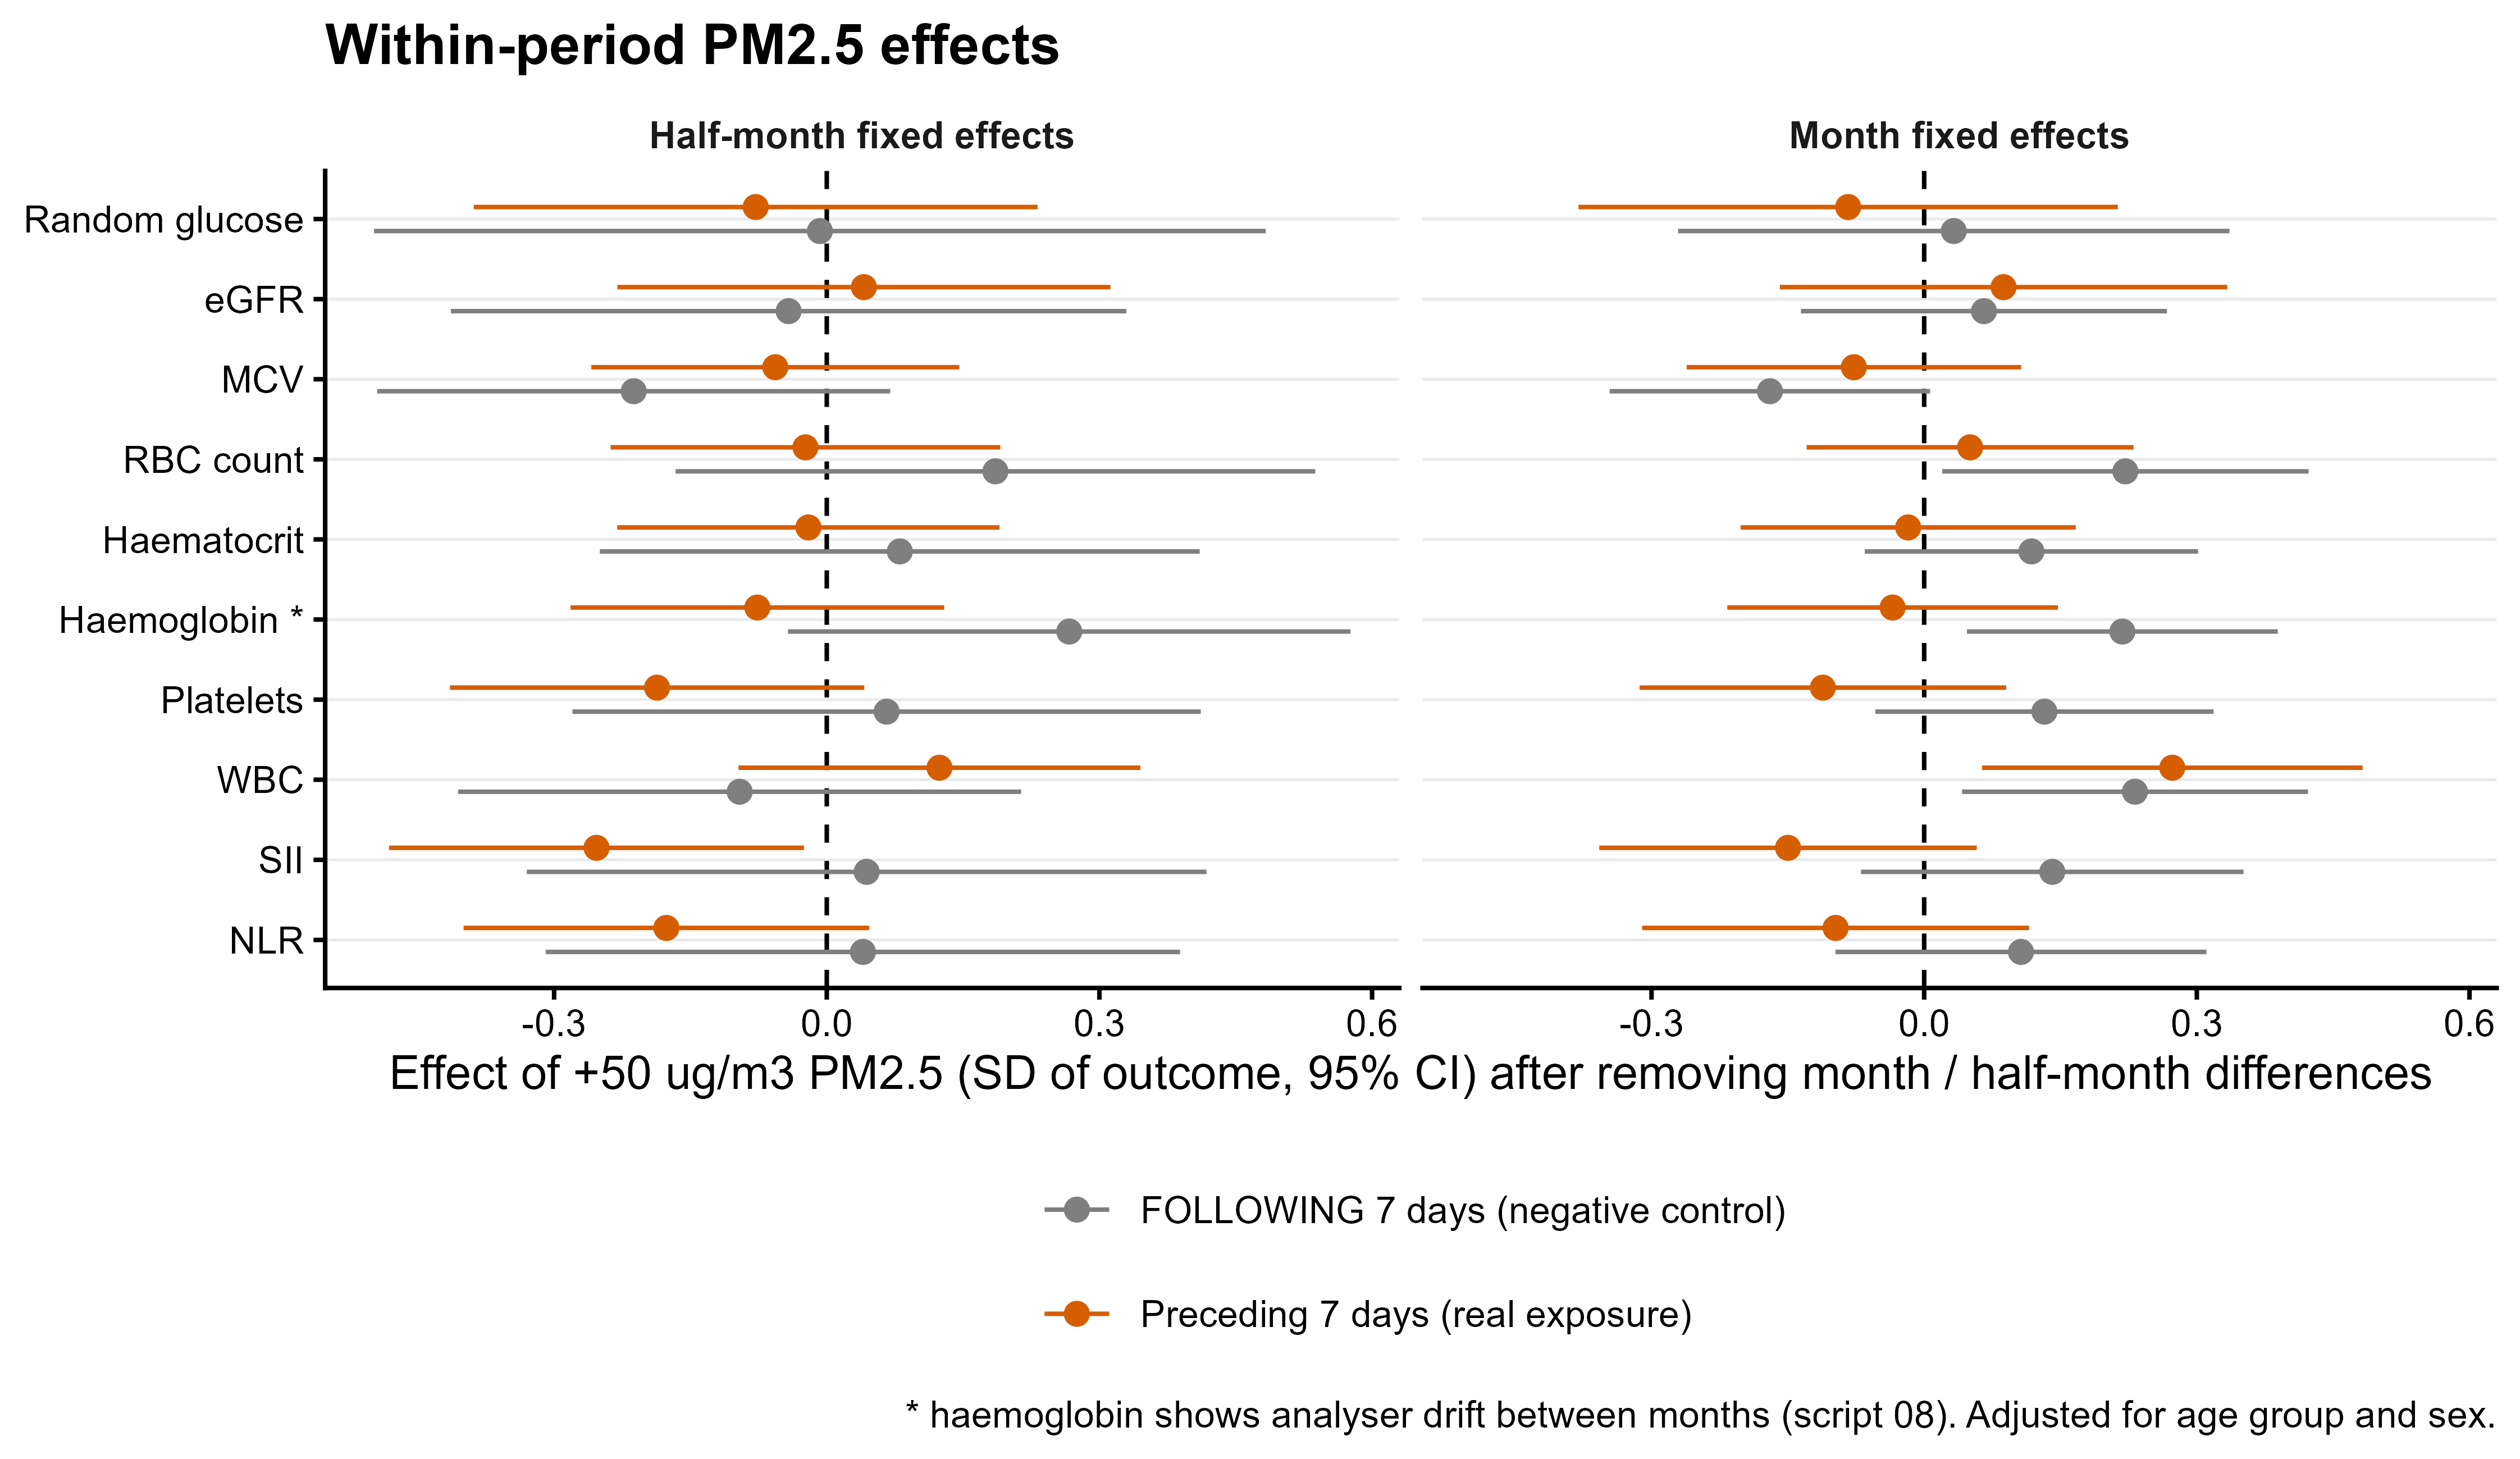 Within-period PM2.5 effects
Half-month fixed effects
Month fixed effects
Random glucose
eGFR
MCV
RBC count
Haematocrit
Haemoglobin *
Platelets
WBC
SII
NLR
-0.3 0.0 0.3 0.6
-0.3 0.0 0.3 0.6
Effect of +50 ug/m3 PM2.5 (SD of outcome, 95% CI) after removing month / half-month differences
FOLLOWING 7 days (negative control)
Preceding 7 days (real exposure)
* haemoglobin shows analyser drift between months (script 08). Adjusted for age group and sex.